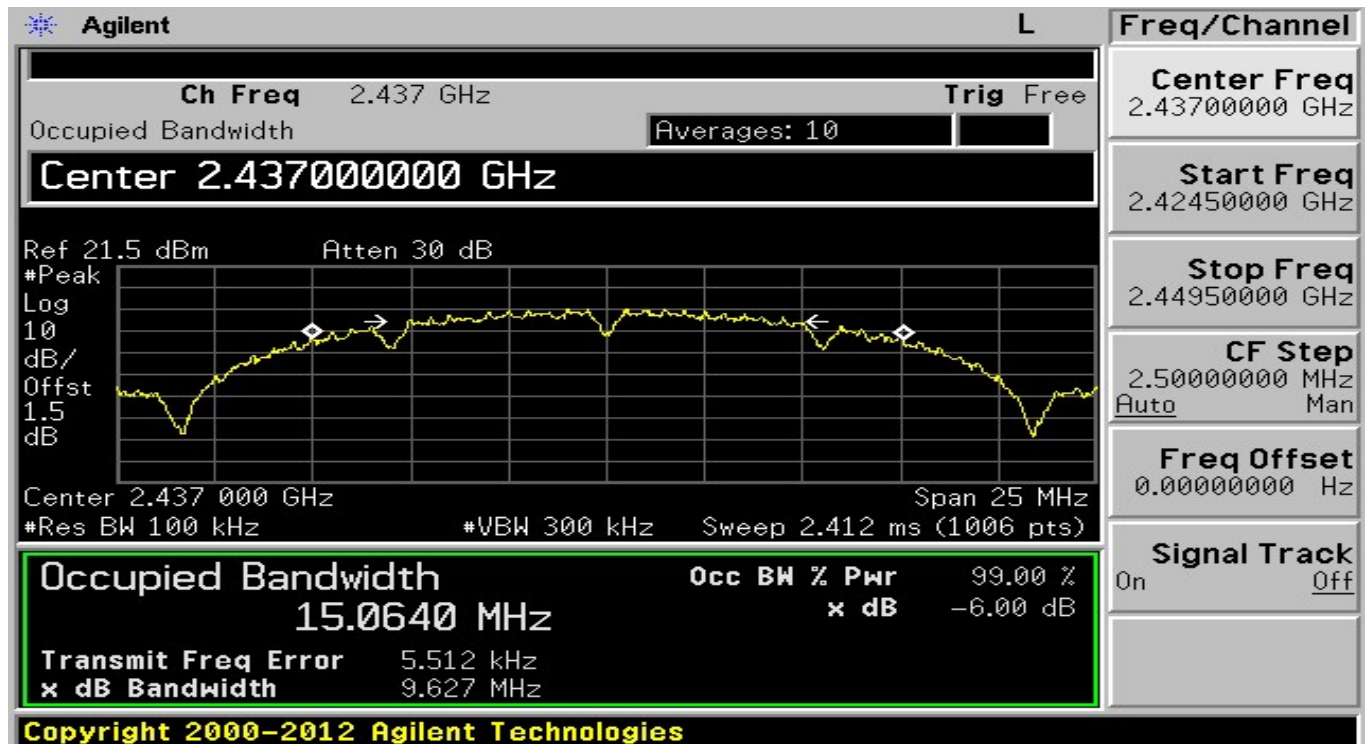 Agilent L
Ch Freq 2.437 GHz Trig Free
Occupied Bandwidth Averages: 10
Center 2.437000000 GHz
Ref 21.5 dBm Atten 30 dB
#Peak
Log
10
dB/
Offst
1.5
dB
Center 2.437 000 GHz Span 25 MHz
#Res BW 100 kHz #VBW 300 kHz Sweep 2.412 ms (1006 pts)
Occupied Bandwidth Occ BW % Pwr 99.00 %
15.0640 MHz x dB -6.00 dB
Transmit Freq Error 5.512 kHz
x dB Bandwidth 9.627 MHz
Copyright 2000-2012 Agilent Technologies
Freq/Channel
Center Freq
2.43700000 GHz
Start Freq
2.42450000 GHz
Stop Freq
2.44950000 GHz
CF Step
2.50000000 MHz
Auto Man
Freq Offset
0.00000000 Hz
Signal Track
On Off